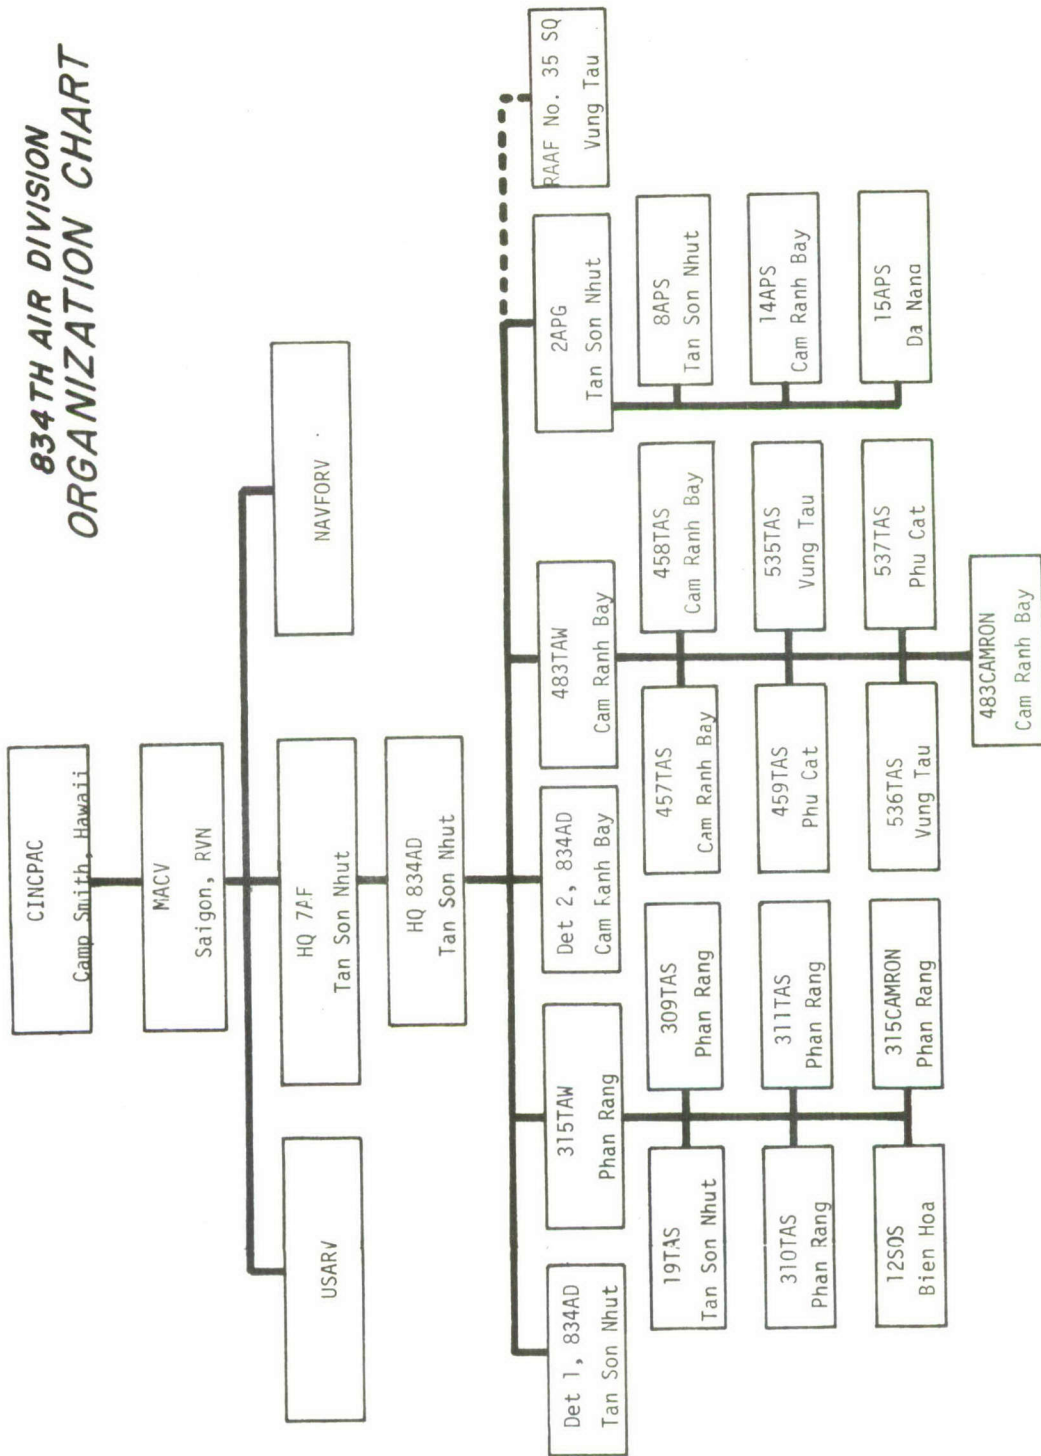 834TH AIR DIVISION
ORGANIZATION CHART
CINCPAC
Camp Smith, Hawaii
MACV
Saigon, RVN
USARV
HQ 7AF
Tan Son Nhut
NAVFORV
HQ 834AD
Tan Son Nhut
Det 1, 834AD
Tan Son Nhut
315TAW
Phan Rang
Det 2, 834AD
Cam Ranh Bay
483TAW
Cam Ranh Bay
2APG
Tan Son Nhut
RAAF No. 35 SQ
Vung Tau
19TAS
Tan Son Nhut
309TAS
Phan Rang
457TAS
Cam Ranh Bay
458TAS
Cam Ranh Bay
8APS
Tan Son Nhut
310TAS
Phan Rang
311TAS
Phan Rang
459TAS
Phu Cat
535TAS
Vung Tau
14APS
Cam Ranh Bay
12SOS
Bien Hoa
315CAMRON
Phan Rang
536TAS
Vung Tau
537TAS
Phu Cat
15APS
Da Nang
483CAMRON
Cam Ranh Bay